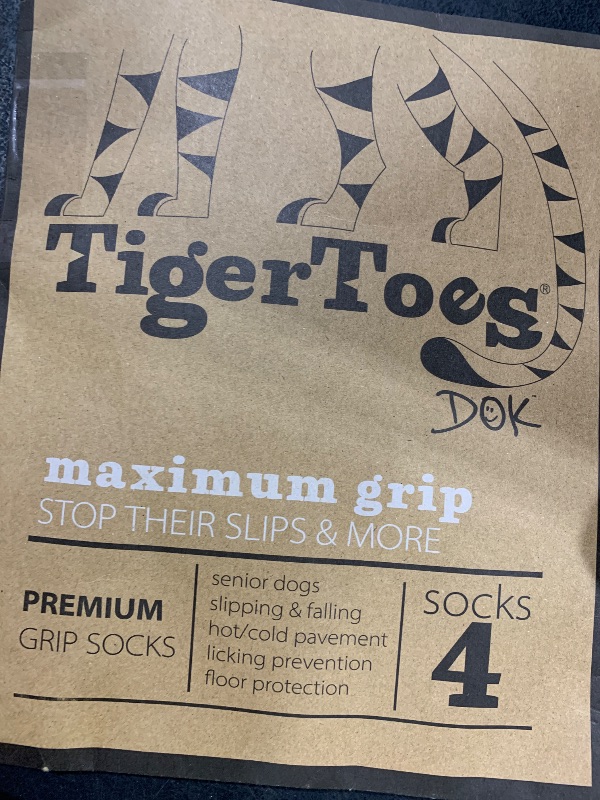 TigerToes®
DOK™
maximum grip
STOP THEIR SLIPS & MORE
PREMIUM
GRIP SOCKS
senior dogs
slipping & falling
hot/cold pavement
licking prevention
floor protection
SOCKS
4